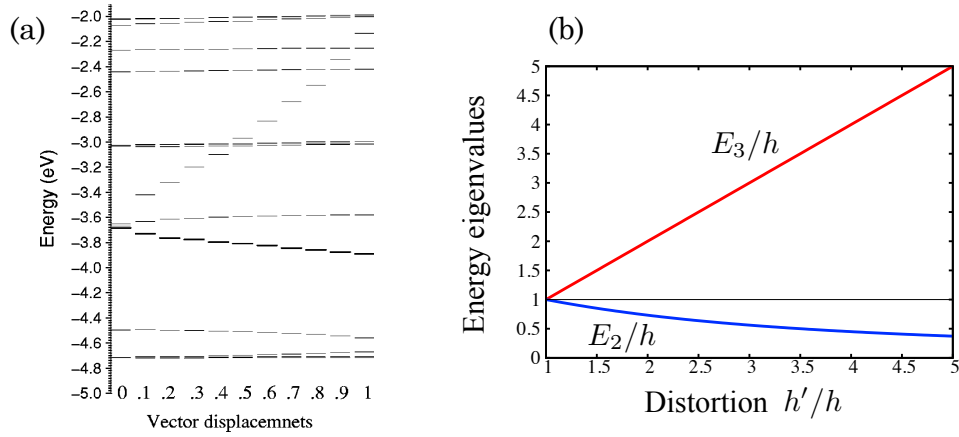 (a)
Energy (eV)
-2.0
-2.2
-2.4
-2.6
-2.8
-3.0
-3.2
-3.4
-3.6
-3.8
-4.0
-4.2
-4.4
-4.6
-4.8
-5.0
0 .1 .2 .3 .4 .5 .6 .7 .8 .9 1
Vector displacemnets
(b)
Energy eigenvalues
5
4.5
4
3.5
3
2.5
2
1.5
1
0.5
0
E₃/h
E₂/h
1 1.5 2 2.5 3 3.5 4 4.5 5
Distortion h′/h